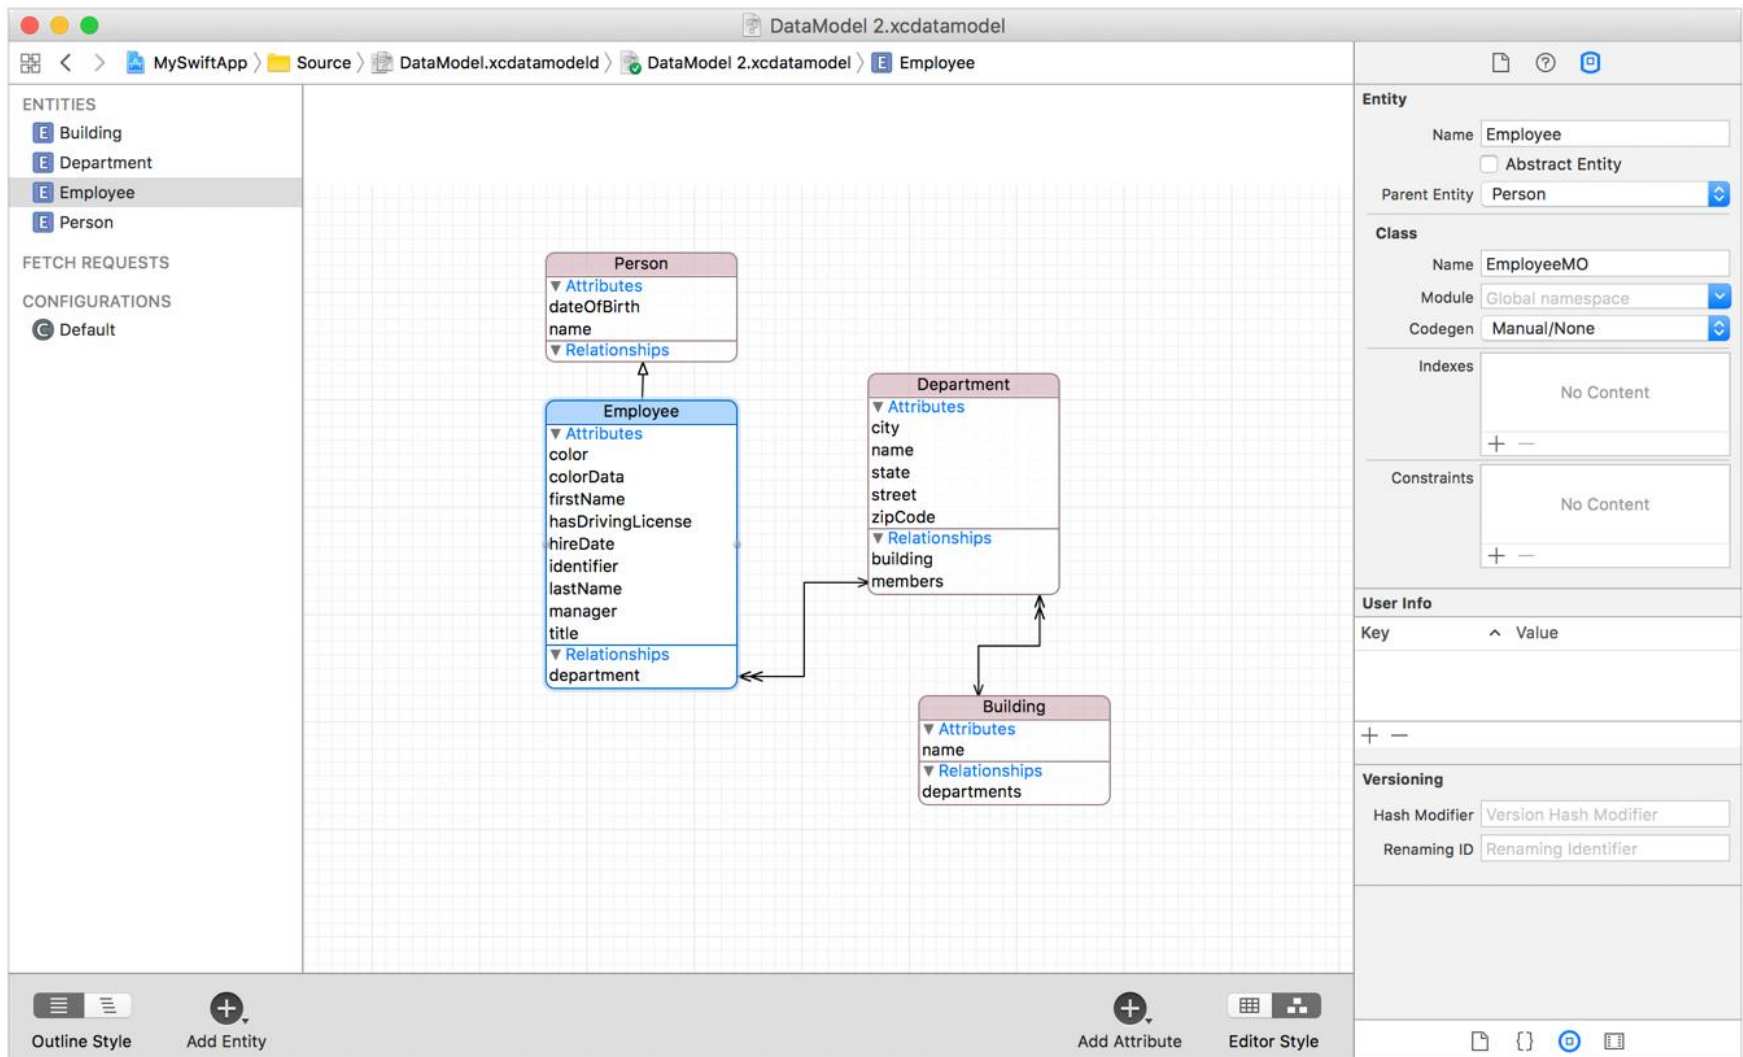 DataModel 2.xcdatamodel
MySwiftApp Source DataModel.xcdatamodeld DataModel 2.xcdatamodel E Employee
ENTITIES
E Building
E Department
E Employee
E Person
FETCH REQUESTS
CONFIGURATIONS
C Default
Person
Attributes
dateOfBirth
name
Relationships
Employee
Attributes
color
colorData
firstName
hasDrivingLicense
hireDate
identifier
lastName
manager
title
Relationships
department
Department
Attributes
city
name
state
street
zipCode
Relationships
building
members
Building
Attributes
name
Relationships
departments
Outline Style
Add Entity
Add Attribute
Editor Style
Entity
Name Employee
Abstract Entity
Parent Entity Person
Class
Name EmployeeMO
Module Global namespace
Codegen Manual/None
Indexes
No Content
Constraints
No Content
User Info
Key Value
Versioning
Hash Modifier Version Hash Modifier
Renaming ID Renaming Identifier